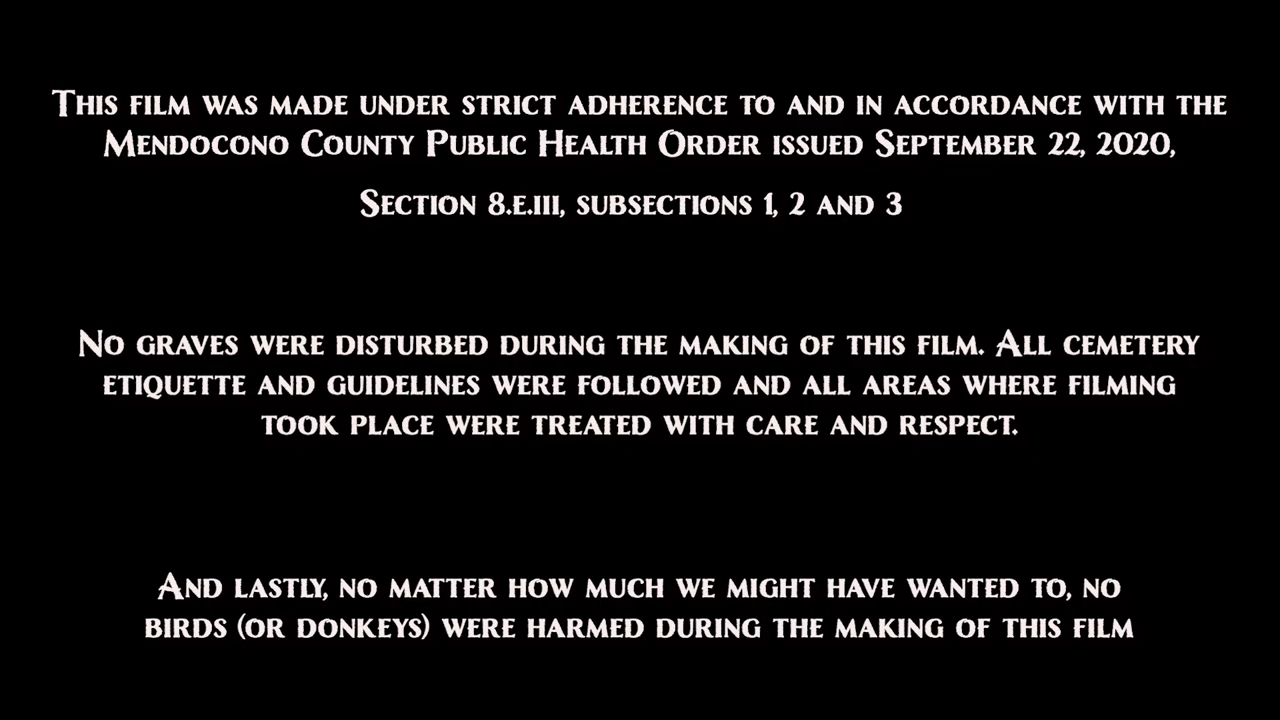 This film was made under strict adherence to and in accordance with the
Mendocono County Public Health Order issued September 22, 2020,
Section 8.e.iii, subsections 1, 2 and 3
No graves were disturbed during the making of this film. All cemetery
etiquette and guidelines were followed and all areas where filming
took place were treated with care and respect.
And lastly, no matter how much we might have wanted to, no
birds (or donkeys) were harmed during the making of this film